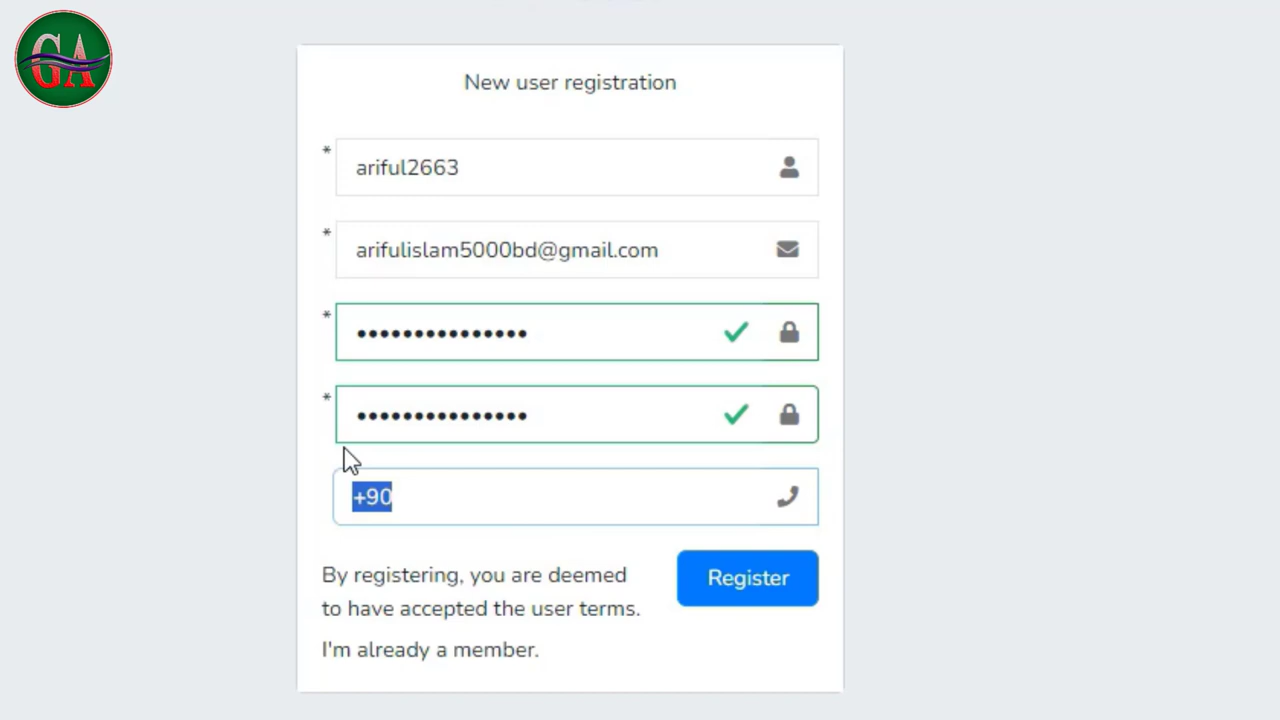 GA
New user registration
* ariful2663
* arifulislam5000bd@gmail.com
* •••••••••••••••
* •••••••••••••••
+90
By registering, you are deemed
to have accepted the user terms.
Register
I'm already a member.